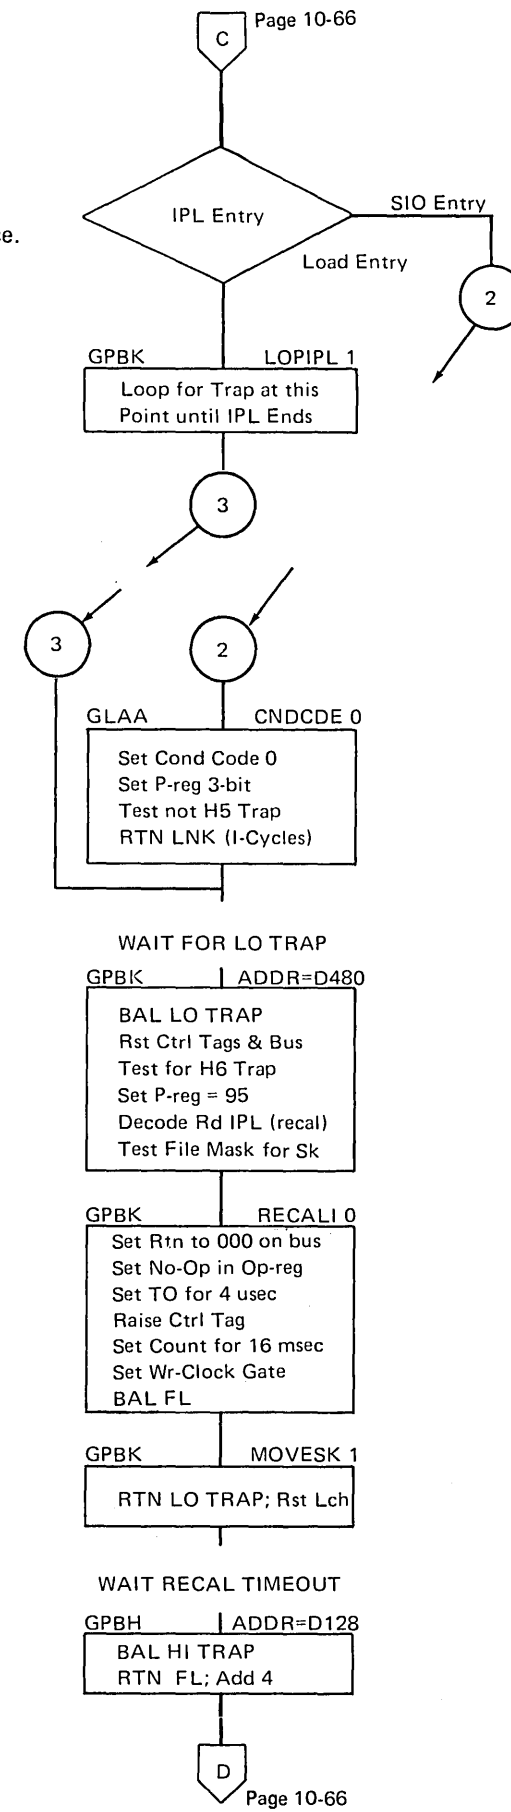 Page 10-66
C
IPL Entry
SIO Entry
Load Entry
2
GPBK LOPIPL 1
Loop for Trap at this
Point until IPL Ends
3
3
2
GLAA CNDCDE 0
Set Cond Code 0
Set P-reg 3-bit
Test not H5 Trap
RTN LNK (I-Cycles)
WAIT FOR LO TRAP
GPBK ADDR=D480
BAL LO TRAP
Rst Ctrl Tags & Bus
Test for H6 Trap
Set P-reg = 95
Decode Rd IPL (recal)
Test File Mask for Sk
GPBK RECALI 0
Set Rtn to 000 on bus
Set No-Op in Op-reg
Set TO for 4 usec
Raise Ctrl Tag
Set Count for 16 msec
Set Wr-Clock Gate
BAL FL
GPBK MOVESK 1
RTN LO TRAP; Rst Lch
WAIT RECAL TIMEOUT
GPBH ADDR=D128
BAL HI TRAP
RTN FL; Add 4
D
Page 10-66